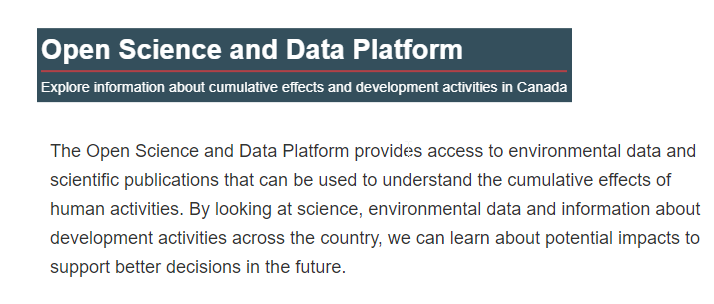 Open Science and Data Platform
Explore information about cumulative effects and development activities in Canada
The Open Science and Data Platform provides access to environmental data and
scientific publications that can be used to understand the cumulative effects of
human activities. By looking at science, environmental data and information about
development activities across the country, we can learn about potential impacts to
support better decisions in the future.